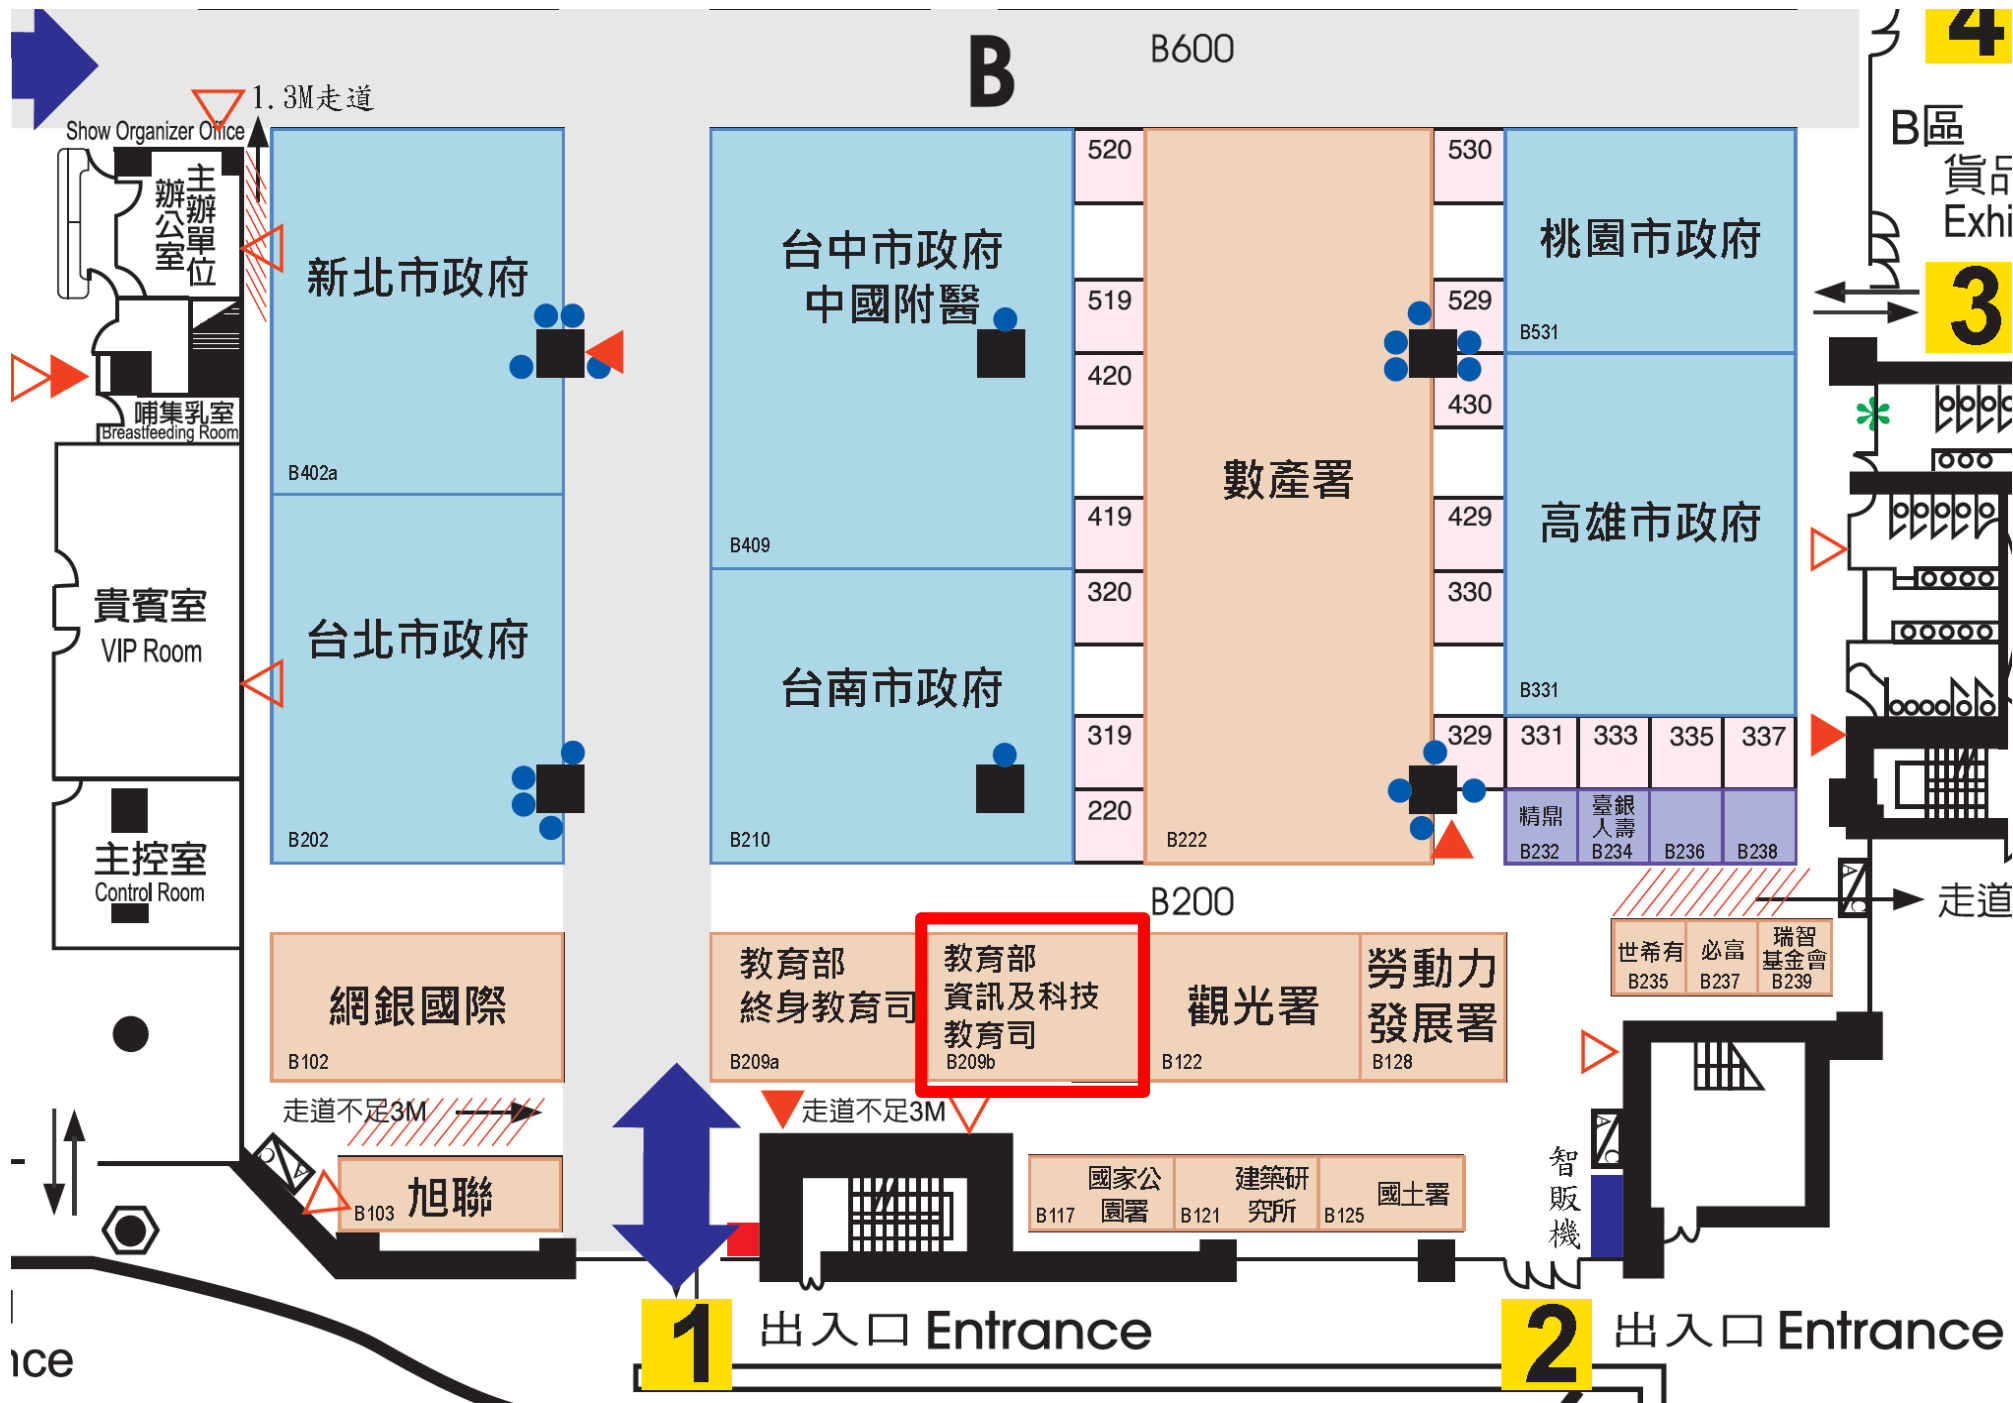 B
B600
4
1.3M走道
Show Organizer Office
主辦單位
辦公室
B區
貨品
Exhi
3
新北市政府
B402a
台中市政府
中國附醫
B409
520
519
420
419
320
319
220
數產署
B222
530
529
430
429
330
329
桃園市政府
B531
高雄市政府
B331
331
333
335
337
精鼎
B232
臺銀
人壽
B234
B236
B238
哺集乳室
Breastfeeding Room
貴賓室
VIP Room
台北市政府
B202
台南市政府
B210
主控室
Control Room
B200
走道
網銀國際
B102
教育部
終身教育司
B209a
教育部
資訊及科技
教育司
B209b
觀光署
B122
勞動力
發展署
B128
世希有
B235
必富
B237
瑞智
基金會
B239
走道不足3M
走道不足3M
B103 旭聯
國家公
園署
B117
建築研
究所
B121
國土署
B125
智販機
A
C
A
C
A
C
1
出入口 Entrance
2
出入口 Entrance
nce